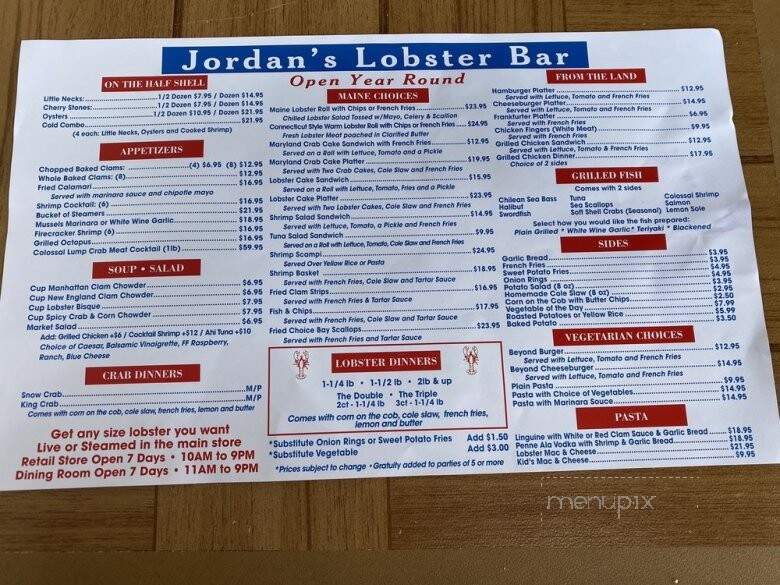 Jordan's Lobster Bar
Open Year Round
ON THE HALF SHELL
Little Necks: 1/2 Dozen $7.95 / Dozen $14.95
Cherry Stones: 1/2 Dozen $7.95 / Dozen $14.95
Oysters 1/2 Dozen $10.95 / Dozen $21.95
Cold Combo $21.95
(4 each: Little Necks, Oysters and Cooked Shrimp)
APPETIZERS
Chopped Baked Clams: (4) $6.95 (8) $12.95
Whole Baked Clams: (8) $12.95
Fried Calamari $16.95
Served with marinara sauce and chipotle mayo
Shrimp Cocktail: (6) $16.95
Bucket of Steamers $21.95
Mussels Marinara or White Wine Garlic $18.95
Firecracker Shrimp (6) $16.95
Grilled Octopus $16.95
Colossal Lump Crab Meat Cocktail (1lb) $59.95
SOUP • SALAD
Cup Manhattan Clam Chowder $6.95
Cup New England Clam Chowder $6.95
Cup Lobster Bisque $7.95
Cup Spicy Crab & Corn Chowder $7.95
Market Salad $6.95
Add: Grilled Chicken +$6 / Cocktail Shrimp +$12 / Ahi Tuna +$10
Choice of Caesar, Balsamic Vinaigrette, FF Raspberry,
Ranch, Blue Cheese
CRAB DINNERS
Snow Crab M/P
King Crab M/P
Comes with corn on the cob, cole slaw, french fries, lemon and butter
Get any size lobster you want
Live or Steamed in the main store
Retail Store Open 7 Days • 10AM to 9PM
Dining Room Open 7 Days • 11AM to 9PM
MAINE CHOICES
Maine Lobster Roll with Chips or French Fries $23.95
Chilled Lobster Salad Tossed w/Mayo, Celery & Scallion
Connecticut Style Warm Lobster Roll with Chips or French Fries $24.95
Fresh Lobster Meat poached in Clarified Butter
Maryland Crab Cake Sandwich with French Fries $12.95
Served on a Roll with Lettuce, Tomato and a Pickle
Maryland Crab Cake Platter $19.95
Served with Two Crab Cakes, Cole Slaw and French Fries
Lobster Cake Sandwich $15.95
Served on a Roll with Lettuce, Tomato, Fries and a Pickle
Lobster Cake Platter $23.95
Served with Two Lobster Cakes, Cole Slaw and French Fries
Shrimp Salad Sandwich $14.95
Served with Lettuce, Tomato, a Pickle and French Fries
Tuna Salad Sandwich $9.95
Served on a Roll with Lettuce, Tomato, Cole Slaw and French Fries
Shrimp Scampi $24.95
Served Over Yellow Rice or Pasta
Shrimp Basket $18.95
Served with French Fries, Cole Slaw and Tartar Sauce
Fried Clam Strips $16.95
Served with French Fries & Tartar Sauce
Fish & Chips $17.95
Served with French Fries, Cole Slaw and Tartar Sauce
Fried Choice Bay Scallops $23.95
Served with French Fries and Tartar Sauce
LOBSTER DINNERS
1-1/4 lb • 1-1/2 lb • 2lb & up
The Double • The Triple
2ct - 1-1/4 lb 3ct - 1-1/4 lb
Comes with corn on the cob, cole slaw, french fries,
lemon and butter
*Substitute Onion Rings or Sweet Potato Fries Add $1.50
*Substitute Vegetable Add $3.00
*Prices subject to change • Gratuity added to parties of 5 or more
FROM THE LAND
Hamburger Platter $12.95
Served with Lettuce, Tomato and French Fries
Cheeseburger Platter $14.95
Served with Lettuce, Tomato and French Fries
Frankfurter Platter $6.95
Served with French Fries
Chicken Fingers (White Meat) $9.95
Served with French Fries
Grilled Chicken Sandwich $12.95
Served with Lettuce, Tomato & French Fries
Grilled Chicken Dinner $17.95
Choice of 2 sides
GRILLED FISH
Comes with 2 sides
Chilean Sea Bass Tuna Colossal Shrimp
Halibut Sea Scallops Salmon
Swordfish Soft Shell Crabs (Seasonal) Lemon Sole
Select how you would like the fish prepared:
Plain Grilled * White Wine Garlic * Teriyaki * Blackened
SIDES
Garlic Bread $3.95
French Fries $3.95
Sweet Potato Fries $4.95
Onion Rings $4.95
Potato Salad (8 oz) $3.95
Homemade Cole Slaw (8 oz) $2.95
Corn on the Cob with Butter Chips $2.50
Vegetable of the Day $7.99
Roasted Potatoes or Yellow Rice $5.99
Baked Potato $3.50
VEGETARIAN CHOICES
Beyond Burger $12.95
Served with Lettuce, Tomato and French Fries
Beyond Cheeseburger $14.95
Served with Lettuce, Tomato and French Fries
Plain Pasta $9.95
Pasta with Choice of Vegetables $14.95
Pasta with Marinara Souce $14.95
PASTA
Linguine with White or Red Clam Sauce & Garlic Bread $18.95
Penne Ala Vodka with Shrimp & Garlic Bread $18.95
Lobster Mac & Cheese $21.95
Kid's Mac & Cheese $9.95
menupix